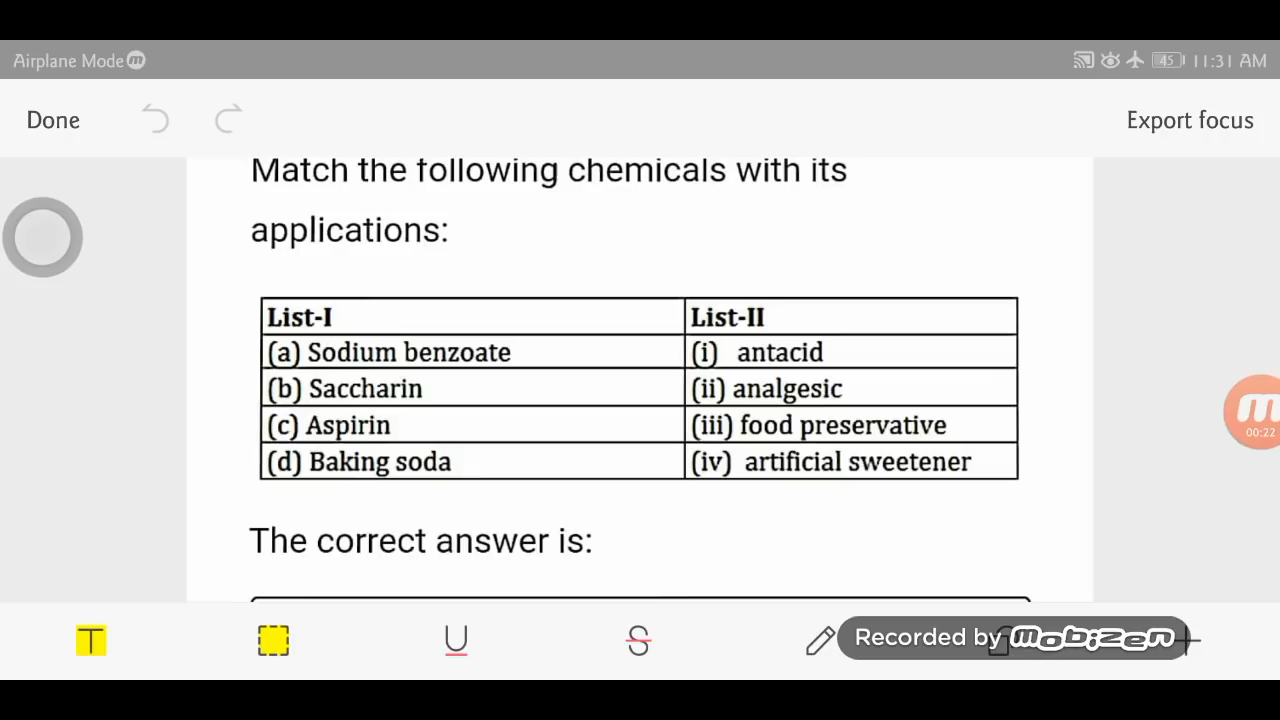 Airplane Mode
45 11:31 AM
Done
Export focus
Match the following chemicals with its
applications:
List-I List-II
(a) Sodium benzoate (i) antacid
(b) Saccharin (ii) analgesic
(c) Aspirin (iii) food preservative
(d) Baking soda (iv) artificial sweetener
00:22
The correct answer is:
T U S
Recorded by mobizen